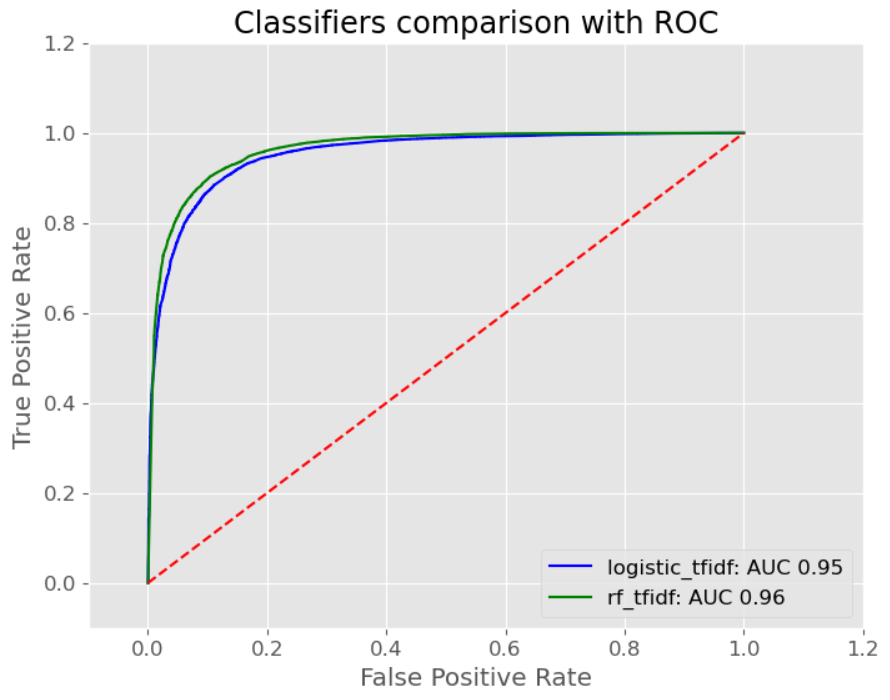 Classifiers comparison with ROC
1.2
1.0
0.8
0.6
0.4
0.2
0.0
True Positive Rate
logistic_tfidf: AUC 0.95
rf_tfidf: AUC 0.96
0.0 0.2 0.4 0.6 0.8 1.0 1.2
False Positive Rate